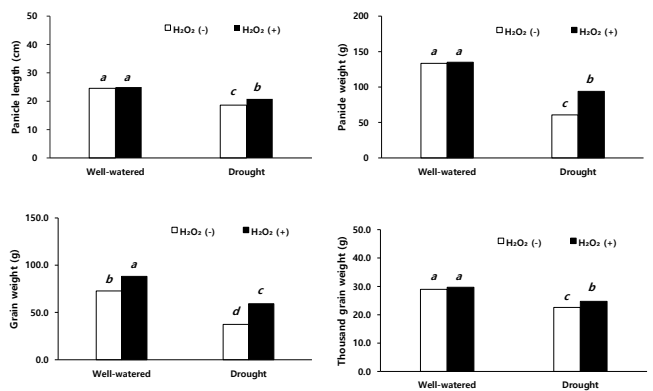 50
40
30
20
10
0
Panicle length (cm)
H₂O₂ (-) H₂O₂ (+)
a a
c b
Well-watered Drought
150
100
50
0
Panide weight (g)
H₂O₂ (-) H₂O₂ (+)
a a
c b
Well-watered Drought
150.0
100.0
50.0
0.0
Grain weight (g)
H₂O₂ (-) H₂O₂ (+)
b a
d c
Well-watered Drought
50.0
40.0
30.0
20.0
10.0
0.0
Thousand grain weight (g)
H₂O₂ (-) H₂O₂ (+)
a a
c b
Well-watered Drought